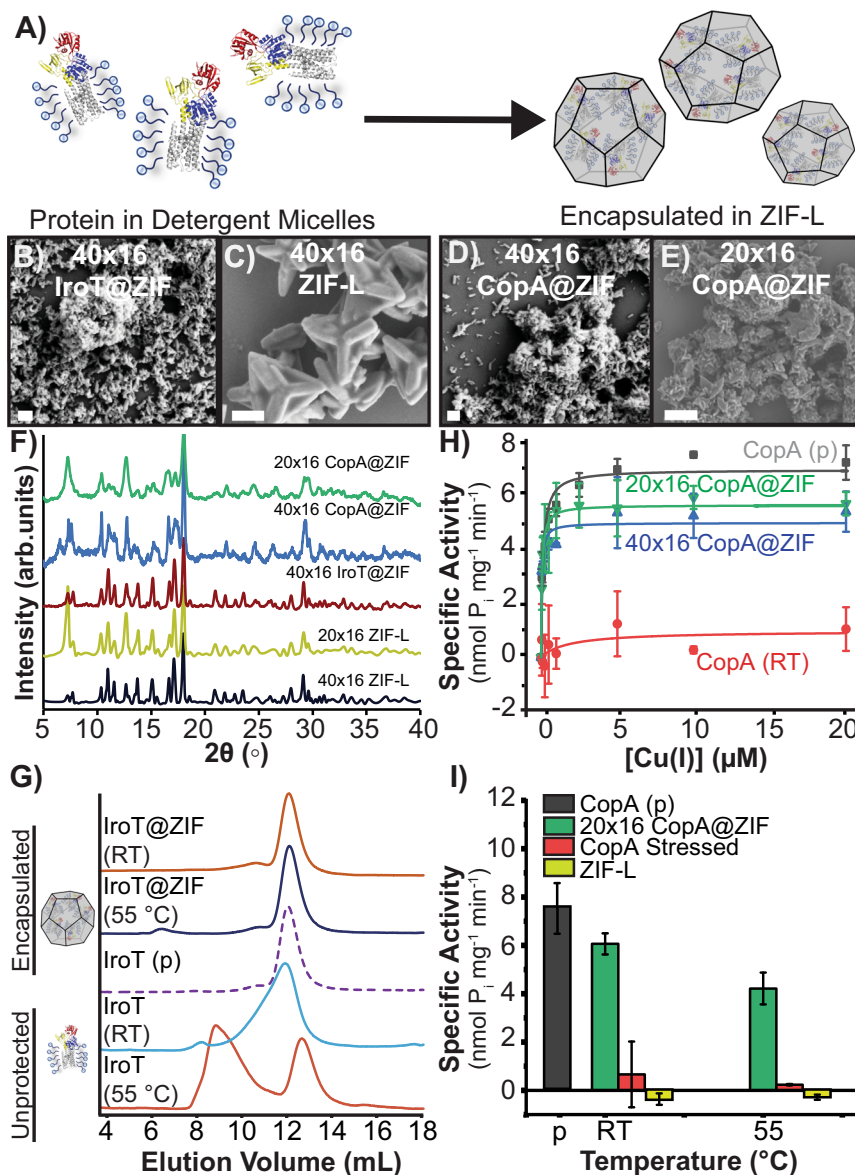 A)
Protein in Detergent Micelles
Encapsulated in ZIF-L
B) 40x16
IroT@ZIF
C) 40x16
ZIF-L
D) 40x16
CopA@ZIF
E) 20x16
CopA@ZIF
F)
Intensity (arb.units)
20x16 CopA@ZIF
40x16 CopA@ZIF
40x16 IroT@ZIF
20x16 ZIF-L
40x16 ZIF-L
5 10 15 20 25 30 35 40
2θ (○)
H)
Specific Activity
(nmol Pi mg-1 min-1)
8
6
4
2
0
-2
CopA (p)
20x16 CopA@ZIF
40x16 CopA@ZIF
CopA (RT)
0 5 10 15 20
[Cu(I)] (µM)
G)
Encapsulated
Unprotected
IroT@ZIF
(RT)
IroT@ZIF
(55 °C)
IroT (p)
IroT
(RT)
IroT
(55 °C)
4 6 8 10 12 14 16 18
Elution Volume (mL)
I)
Specific Activity
(nmol Pi mg-1 min-1)
12
10
8
6
4
2
0
CopA (p)
20x16 CopA@ZIF
CopA Stressed
ZIF-L
p RT 55
Temperature (°C)